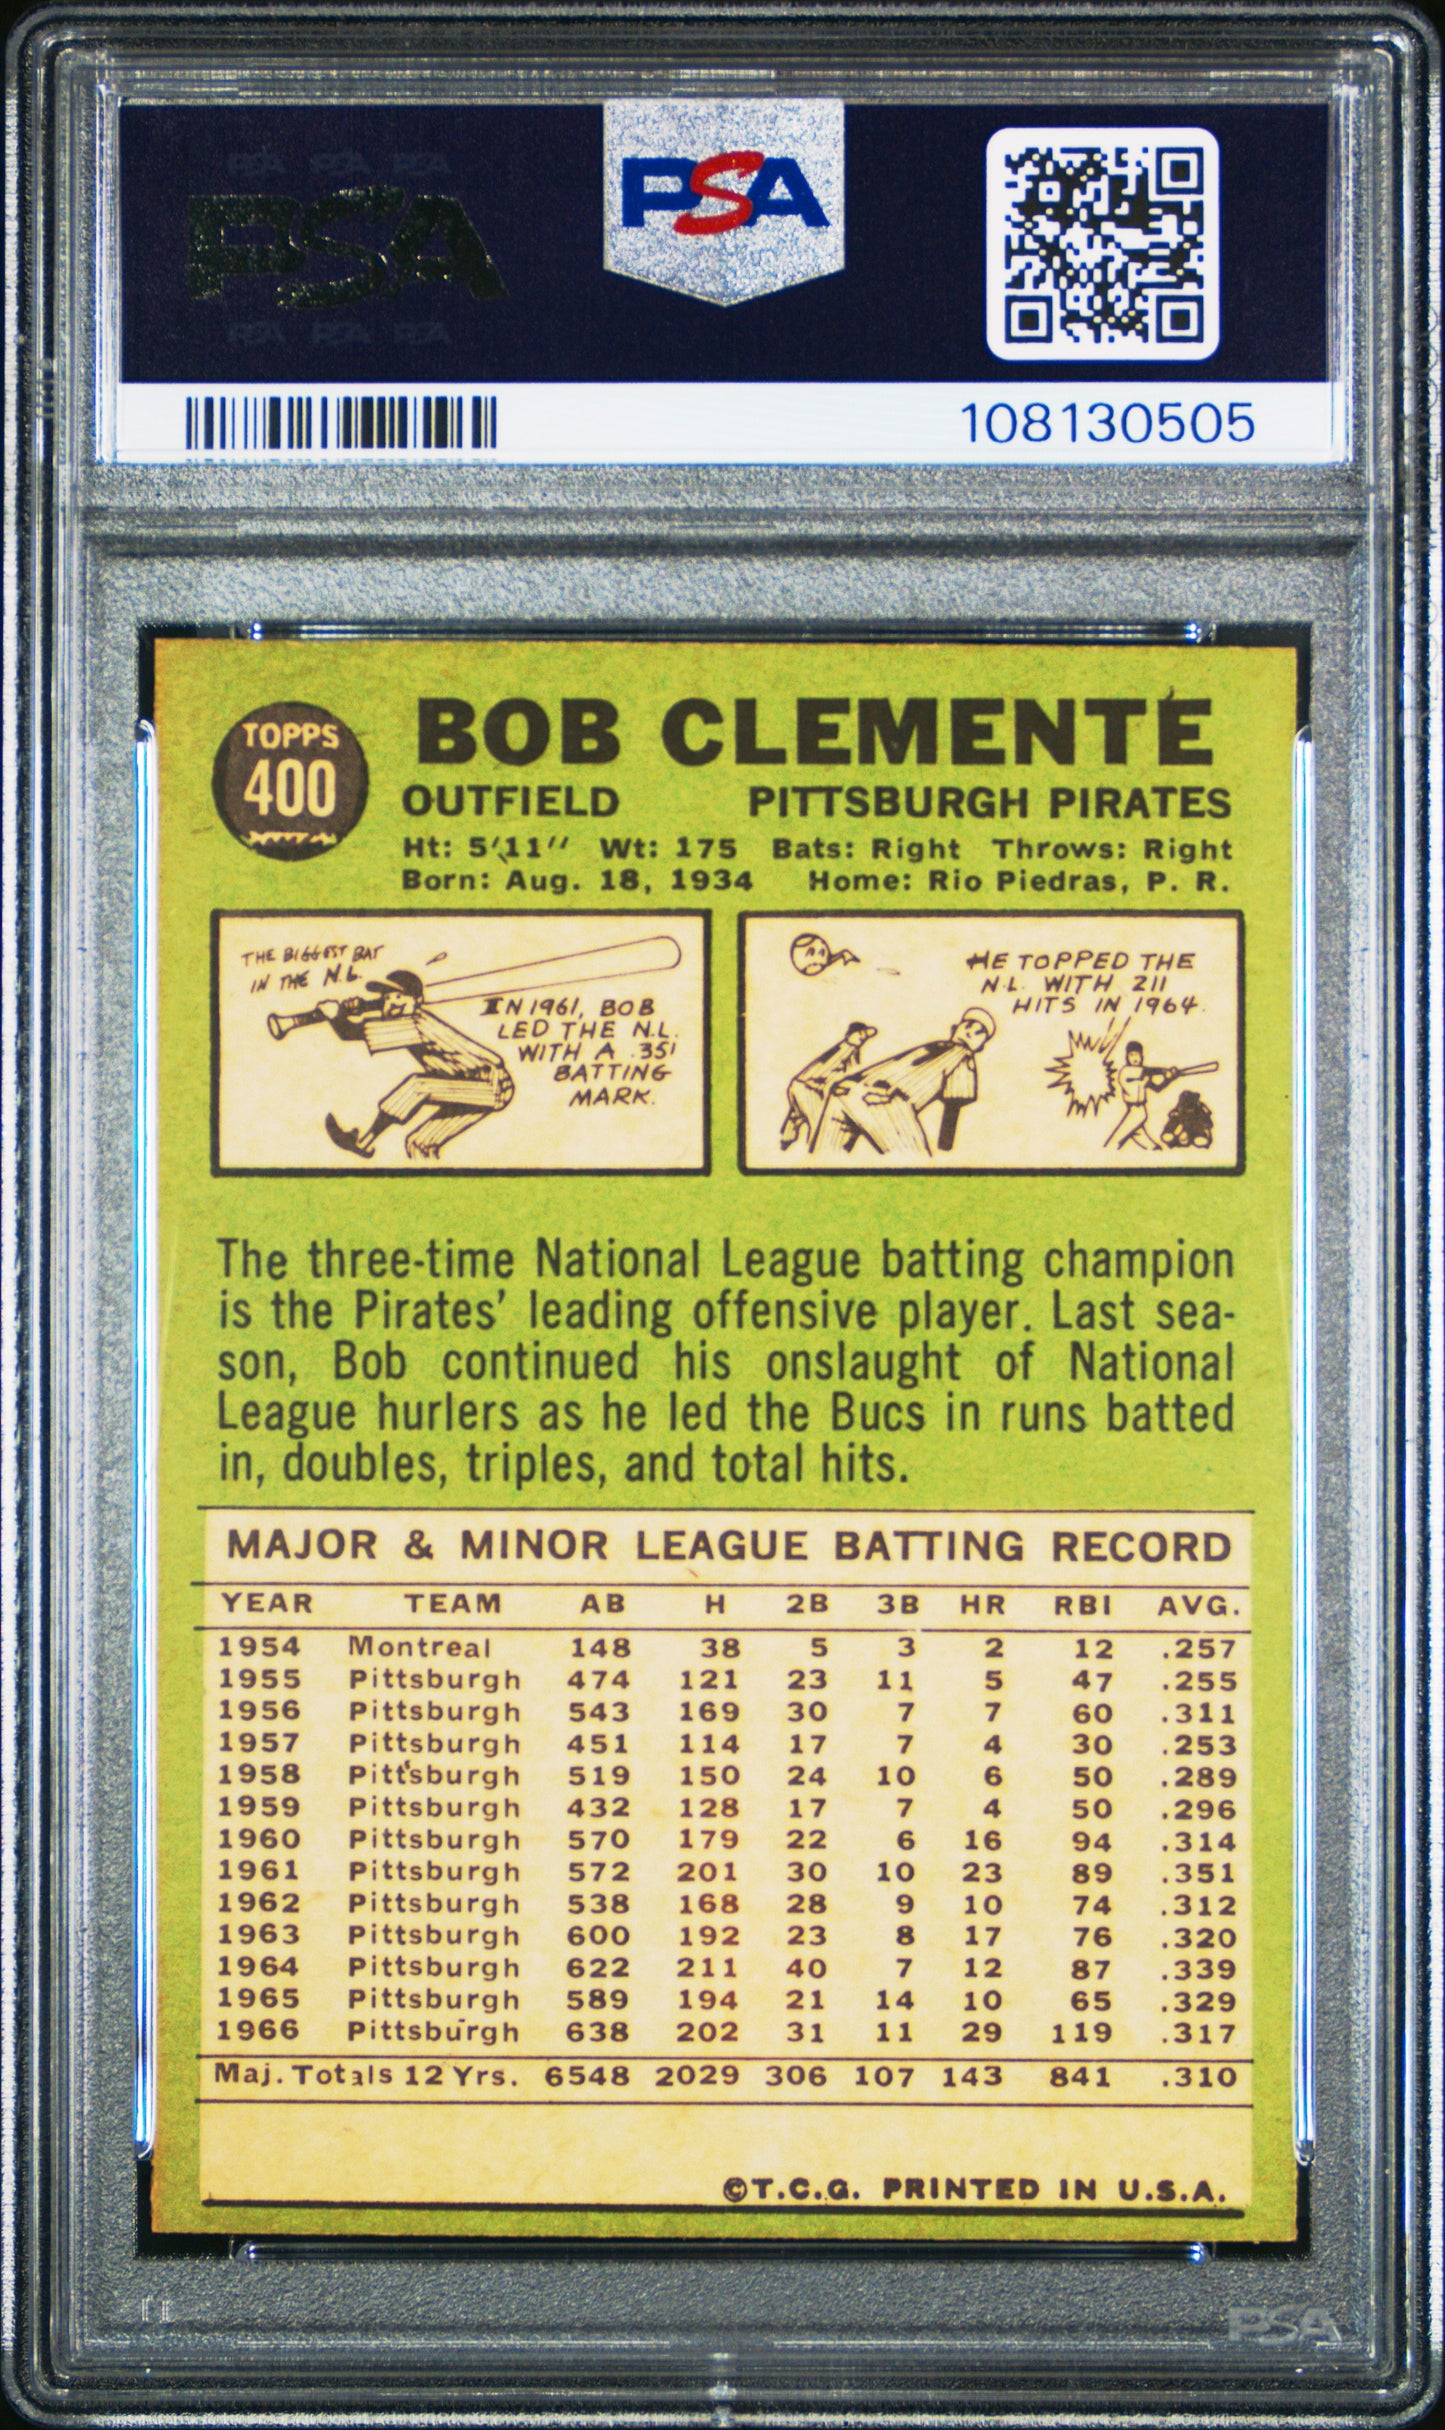 PSA PSA PSA
PSA
PSA PSA PSA
PSA
108130505
TOPPS
400
BOB CLEMENTE
OUTFIELD PITTSBURGH PIRATES
Ht: 5'11" Wt: 175 Bats: Right Throws: Right
Born: Aug. 18, 1934 Home: Rio Piedras, P. R.
THE BIGGEST BAT
IN THE N.L.
IN 1961, BOB
LED THE N.L.
WITH A .351
BATTING
MARK.
HE TOPPED THE
N.L. WITH 211
HITS IN 1964.
The three-time National League batting champion
is the Pirates' leading offensive player. Last sea-
son, Bob continued his onslaught of National
League hurlers as he led the Bucs in runs batted
in, doubles, triples, and total hits.
MAJOR & MINOR LEAGUE BATTING RECORD
YEAR TEAM AB H 2B 3B HR RBI AVG.
1954 Montreal 148 38 5 3 2 12 .257
1955 Pittsburgh 474 121 23 11 5 47 .255
1956 Pittsburgh 543 169 30 7 7 60 .311
1957 Pittsburgh 451 114 17 7 4 30 .253
1958 Pittsburgh 519 150 24 10 6 50 .289
1959 Pittsburgh 432 128 17 7 4 50 .296
1960 Pittsburgh 570 179 22 6 16 94 .314
1961 Pittsburgh 572 201 30 10 23 89 .351
1962 Pittsburgh 538 168 28 9 10 74 .312
1963 Pittsburgh 600 192 23 8 17 76 .320
1964 Pittsburgh 622 211 40 7 12 87 .339
1965 Pittsburgh 589 194 21 14 10 65 .329
1966 Pittsburgh 638 202 31 11 29 119 .317
Maj. Totals 12 Yrs. 6548 2029 306 107 143 841 .310
©T.C.G. PRINTED IN U.S.A.
PSA